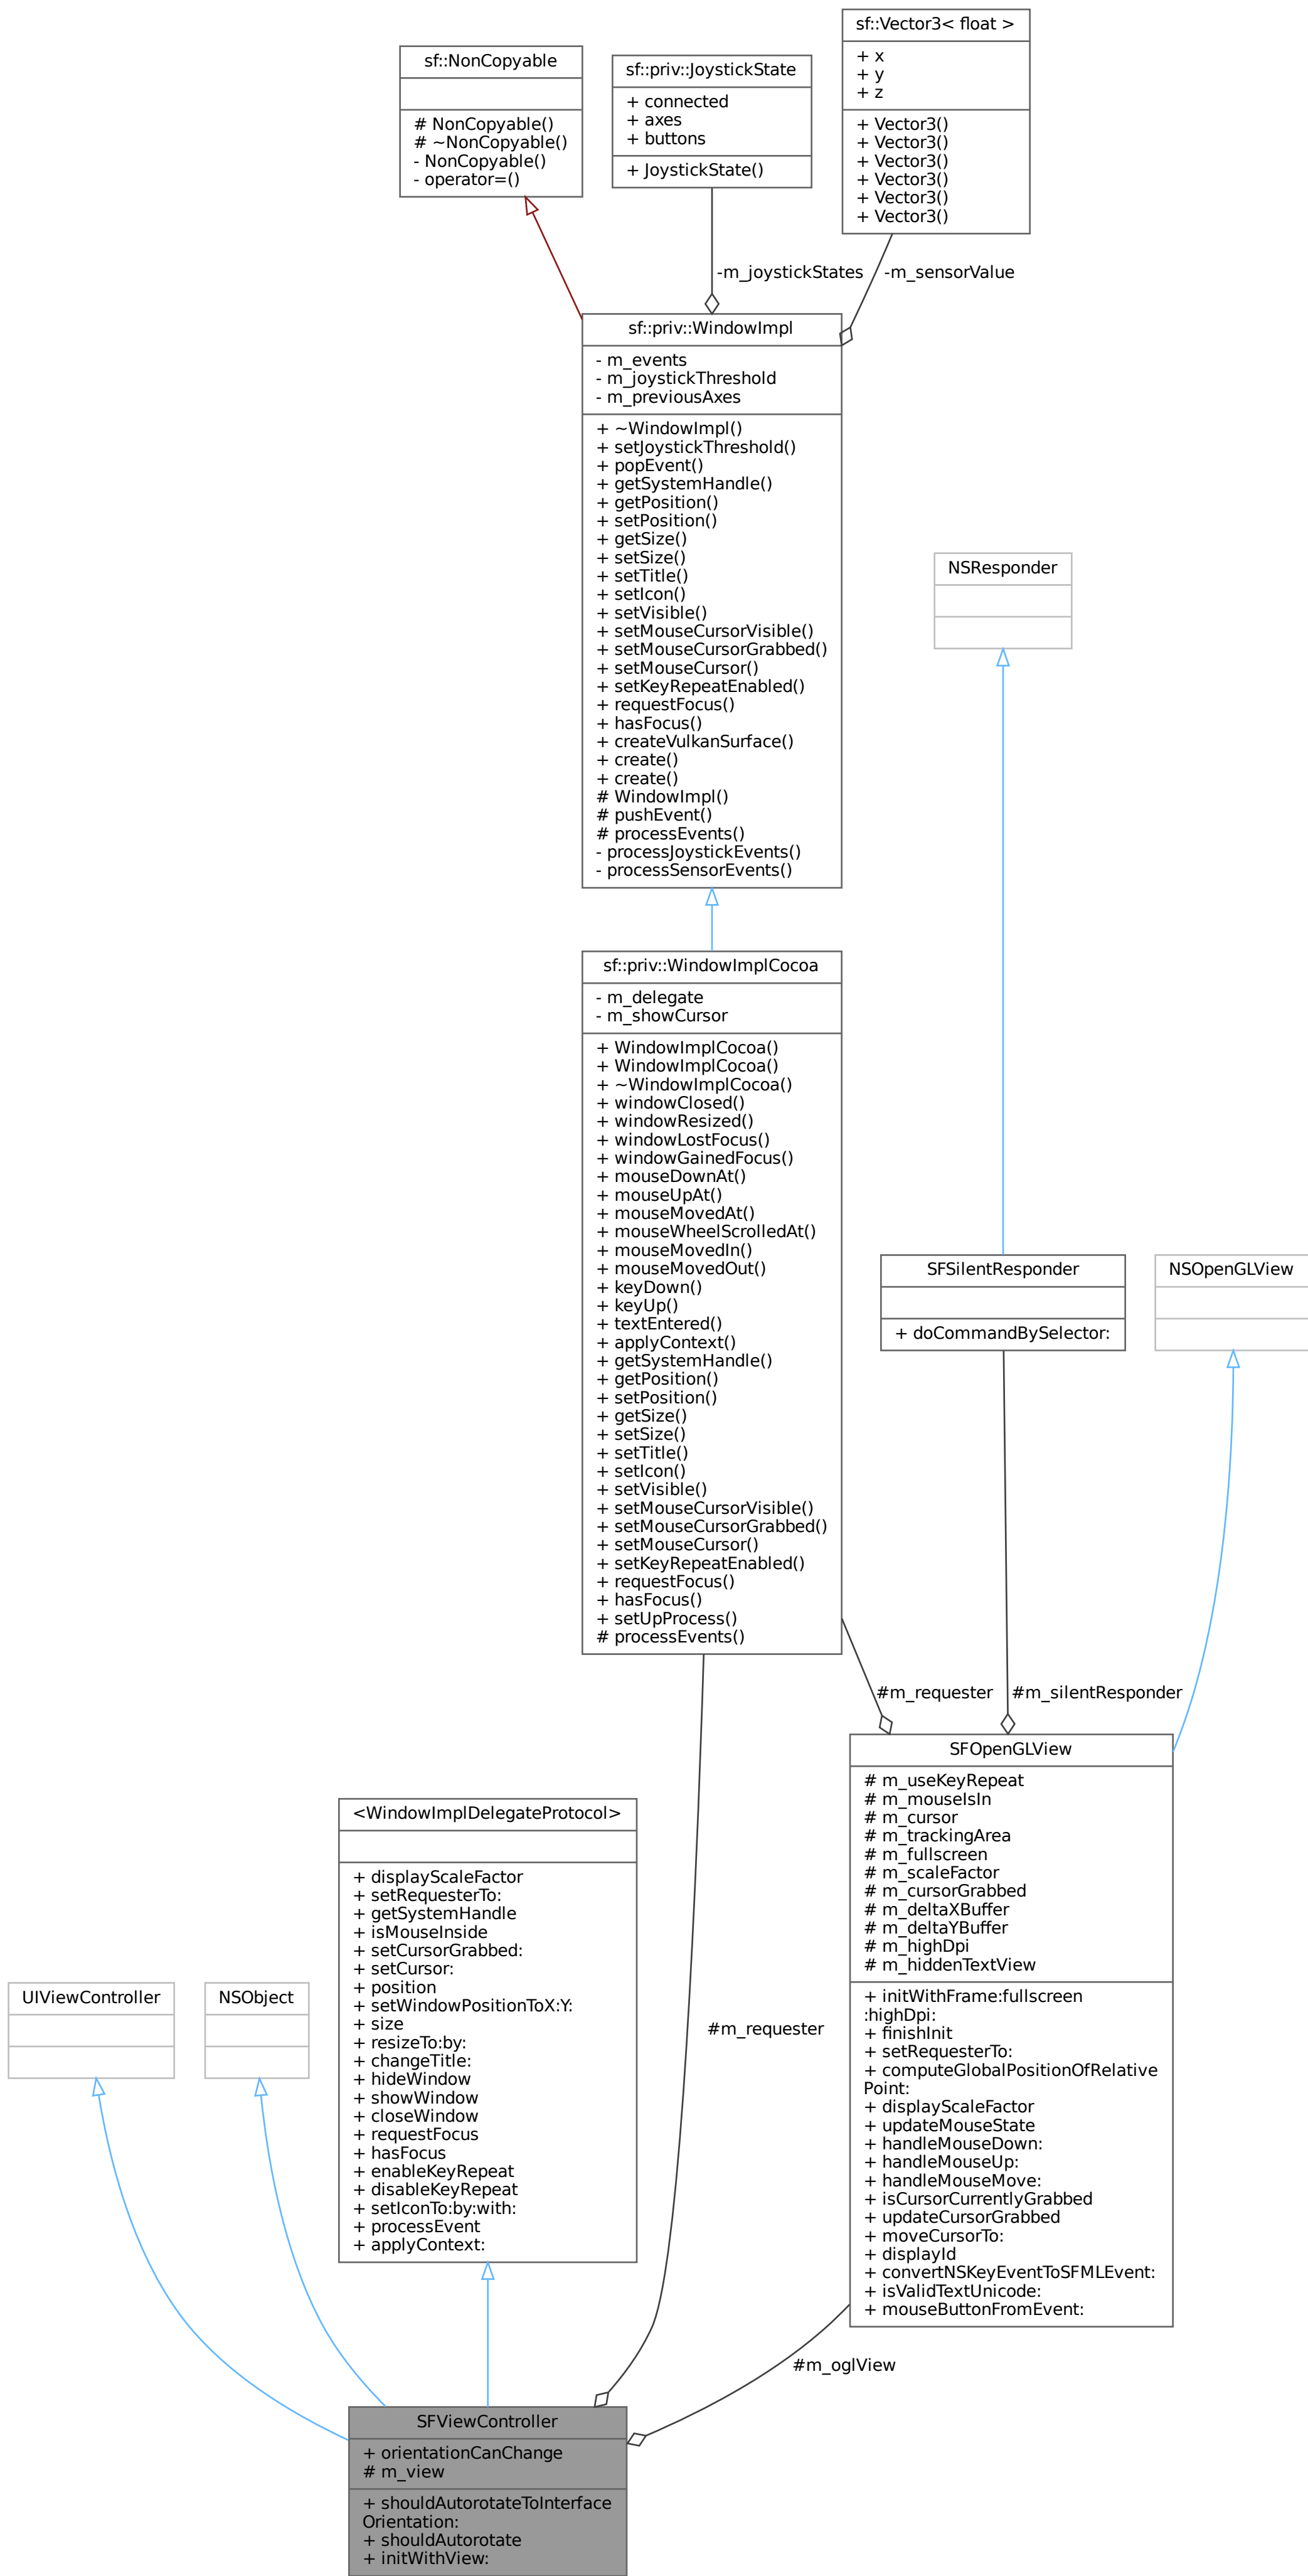 sf::Vector3< float >
+ x
+ y
+ z
+ Vector3()
+ Vector3()
+ Vector3()
+ Vector3()
+ Vector3()
+ Vector3()
sf::NonCopyable
# NonCopyable()
# ~NonCopyable()
- NonCopyable()
- operator=()
sf::priv::JoystickState
+ connected
+ axes
+ buttons
+ JoystickState()
-m_joystickStates
-m_sensorValue
sf::priv::WindowImpl
- m_events
- m_joystickThreshold
- m_previousAxes
+ ~WindowImpl()
+ setJoystickThreshold()
+ popEvent()
+ getSystemHandle()
+ getPosition()
+ setPosition()
+ getSize()
+ setSize()
+ setTitle()
+ setIcon()
+ setVisible()
+ setMouseCursorVisible()
+ setMouseCursorGrabbed()
+ setMouseCursor()
+ setKeyRepeatEnabled()
+ requestFocus()
+ hasFocus()
+ createVulkanSurface()
+ create()
+ create()
# WindowImpl()
# pushEvent()
# processEvents()
- processJoystickEvents()
- processSensorEvents()
NSResponder
sf::priv::WindowImplCocoa
- m_delegate
- m_showCursor
+ WindowImplCocoa()
+ WindowImplCocoa()
+ ~WindowImplCocoa()
+ windowClosed()
+ windowResized()
+ windowLostFocus()
+ windowGainedFocus()
+ mouseDownAt()
+ mouseUpAt()
+ mouseMovedAt()
+ mouseWheelScrolledAt()
+ mouseMovedIn()
+ mouseMovedOut()
+ keyDown()
+ keyUp()
+ textEntered()
+ applyContext()
+ getSystemHandle()
+ getPosition()
+ setPosition()
+ getSize()
+ setSize()
+ setTitle()
+ setIcon()
+ setVisible()
+ setMouseCursorVisible()
+ setMouseCursorGrabbed()
+ setMouseCursor()
+ setKeyRepeatEnabled()
+ requestFocus()
+ hasFocus()
+ setUpProcess()
# processEvents()
SFSilentResponder
+ doCommandBySelector:
NSOpenGLView
#m_requester
#m_silentResponder
SFOpenGLView
# m_useKeyRepeat
# m_mouseIsIn
# m_cursor
# m_trackingArea
# m_fullscreen
# m_scaleFactor
# m_cursorGrabbed
# m_deltaXBuffer
# m_deltaYBuffer
# m_highDpi
# m_hiddenTextView
+ initWithFrame:fullscreen
:highDpi:
+ finishInit
+ setRequesterTo:
+ computeGlobalPositionOfRelative
Point:
+ displayScaleFactor
+ updateMouseState
+ handleMouseDown:
+ handleMouseUp:
+ handleMouseMove:
+ isCursorCurrentlyGrabbed
+ updateCursorGrabbed
+ moveCursorTo:
+ displayId
+ convertNSKeyEventToSFMLEvent:
+ isValidTextUnicode:
+ mouseButtonFromEvent:
<WindowImplDelegateProtocol>
+ displayScaleFactor
+ setRequesterTo:
+ getSystemHandle
+ isMouseInside
+ setCursorGrabbed:
+ setCursor:
+ position
+ setWindowPositionToX:Y:
+ size
+ resizeTo:by:
+ changeTitle:
+ hideWindow
+ showWindow
+ closeWindow
+ requestFocus
+ hasFocus
+ enableKeyRepeat
+ disableKeyRepeat
+ setIconTo:by:with:
+ processEvent
+ applyContext:
UIViewController
NSObject
#m_requester
#m_oglView
SFViewController
+ orientationCanChange
# m_view
+ shouldAutorotateToInterface
Orientation:
+ shouldAutorotate
+ initWithView: